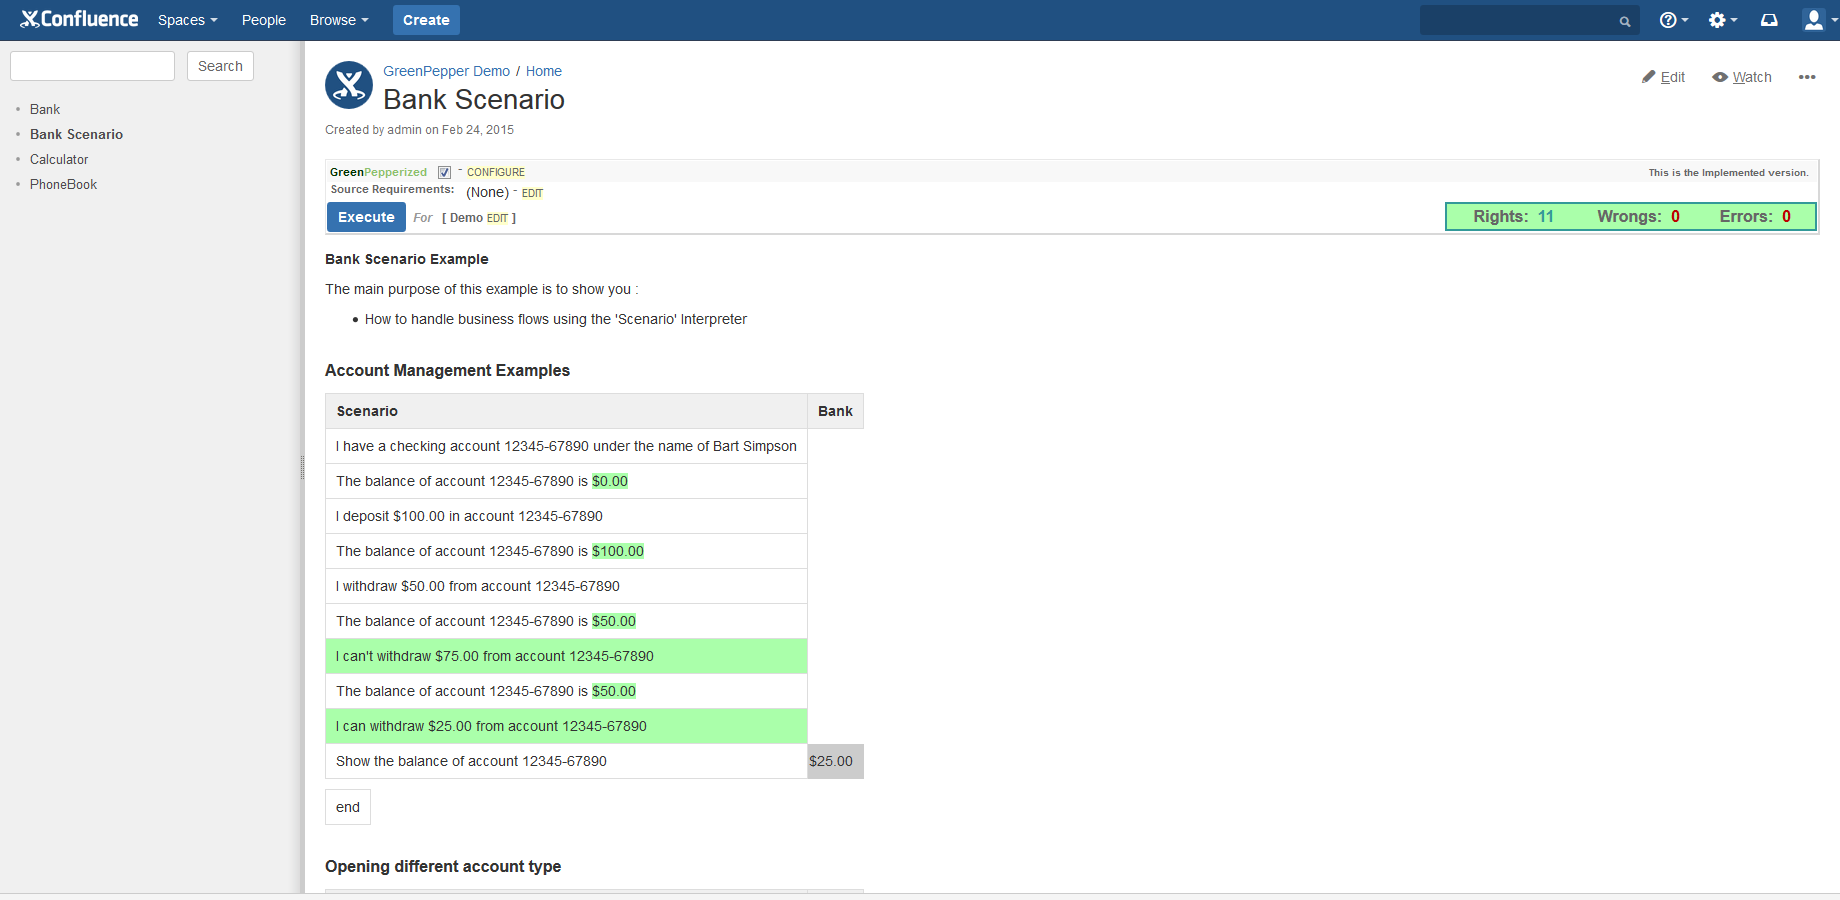 Confluence Spaces People Browse Create
Search
Bank
Bank Scenario
Calculator
PhoneBook
GreenPepper Demo / Home
Bank Scenario
Edit Watch
Created by admin on Feb 24, 2015
GreenPepperized - CONFIGURE
This is the Implemented version.
Source Requirements: (None) - EDIT
Execute For [ Demo EDIT ]
Rights: 11 Wrongs: 0 Errors: 0
Bank Scenario Example
The main purpose of this example is to show you :
How to handle business flows using the 'Scenario' Interpreter
Account Management Examples
Scenario Bank
I have a checking account 12345-67890 under the name of Bart Simpson
The balance of account 12345-67890 is $0.00
I deposit $100.00 in account 12345-67890
The balance of account 12345-67890 is $100.00
I withdraw $50.00 from account 12345-67890
The balance of account 12345-67890 is $50.00
I can't withdraw $75.00 from account 12345-67890
The balance of account 12345-67890 is $50.00
I can withdraw $25.00 from account 12345-67890
Show the balance of account 12345-67890 $25.00
end
Opening different account type